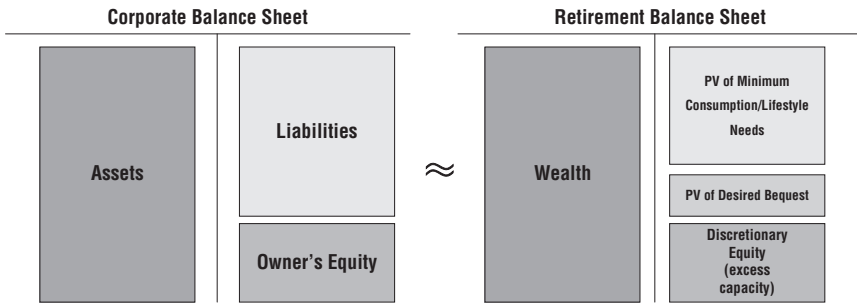 Corporate Balance Sheet
Assets
Liabilities
Owner's Equity
≈
Retirement Balance Sheet
Wealth
PV of Minimum
Consumption/Lifestyle
Needs
PV of Desired Bequest
Discretionary
Equity
(excess
capacity)